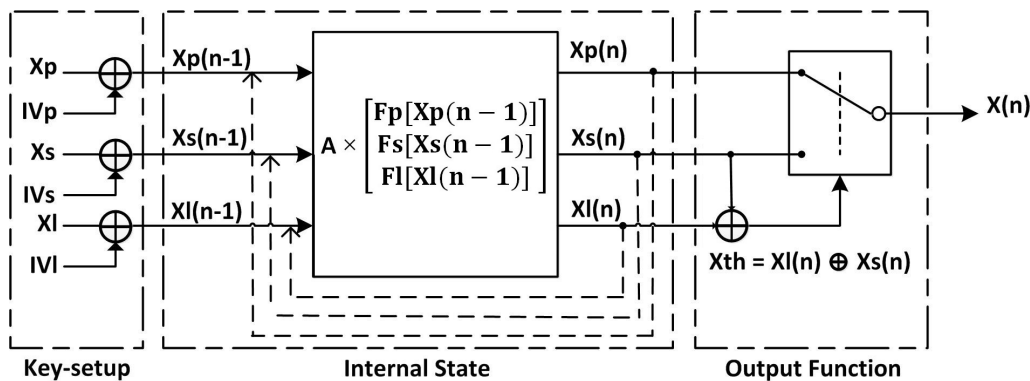 Xp
IVp
Xs
IVs
Xl
IVl
Key-setup
Xp(n-1)
Xs(n-1)
Xl(n-1)
A × [Fp[Xp(n − 1)]
Fs[Xs(n − 1)]
Fl[Xl(n − 1)]]
Xp(n)
Xs(n)
Xl(n)
Internal State
X(n)
Xth = Xl(n) ⊕ Xs(n)
Output Function